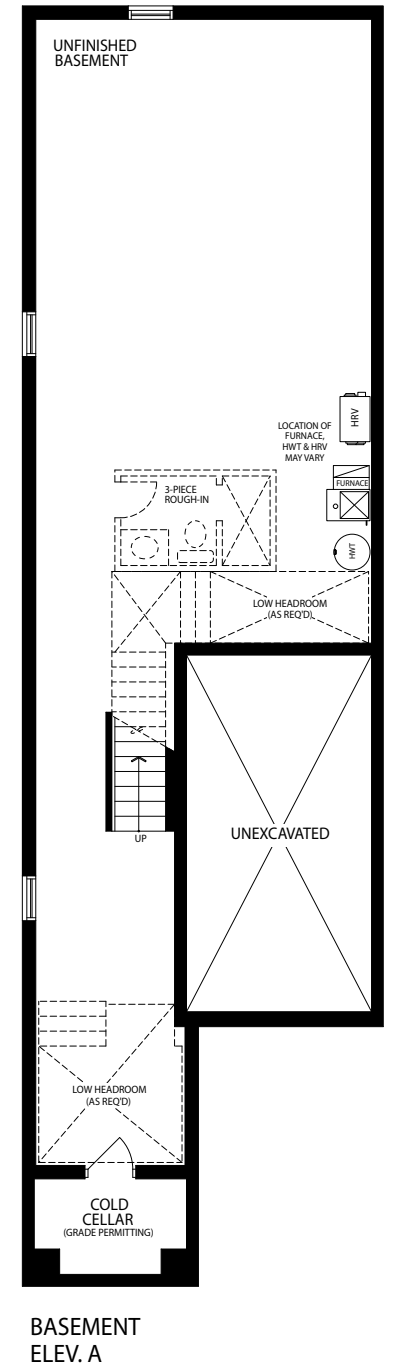 UNFINISHED
BASEMENT
LOCATION OF
FURNACE,
HWT & HRV
MAY VARY
HRV
FURNACE
3-PIECE
ROUGH-IN
HWT
LOW HEADROOM
(AS REQ'D)
UP
UNEXCAVATED
LOW HEADROOM
(AS REQ'D)
COLD
CELLAR
(GRADE PERMITTING)
BASEMENT
ELEV. A